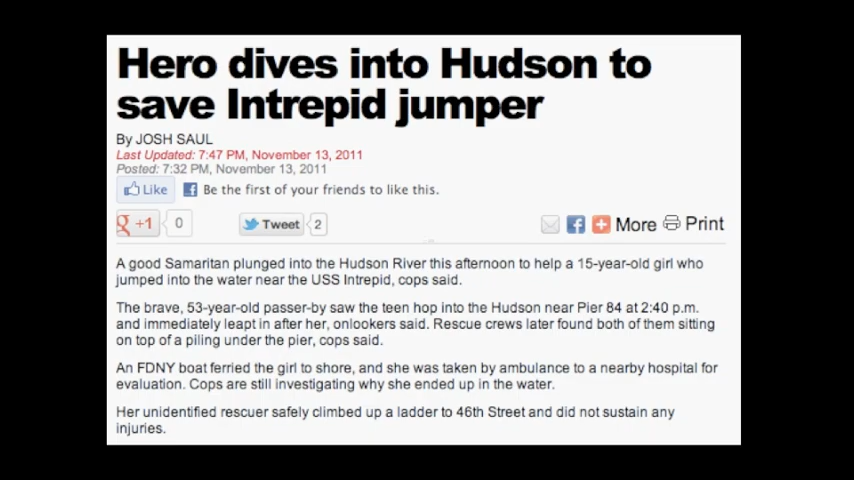 Hero dives into Hudson to
save Intrepid jumper
By JOSH SAUL
Last Updated: 7:47 PM, November 13, 2011
Posted: 7:32 PM, November 13, 2011
Like Be the first of your friends to like this.
+1 0 Tweet 2 More Print
A good Samaritan plunged into the Hudson River this afternoon to help a 15-year-old girl who
jumped into the water near the USS Intrepid, cops said.
The brave, 53-year-old passer-by saw the teen hop into the Hudson near Pier 84 at 2:40 p.m.
and immediately leapt in after her, onlookers said. Rescue crews later found both of them sitting
on top of a piling under the pier, cops said.
An FDNY boat ferried the girl to shore, and she was taken by ambulance to a nearby hospital for
evaluation. Cops are still investigating why she ended up in the water.
Her unidentified rescuer safely climbed up a ladder to 46th Street and did not sustain any
injuries.